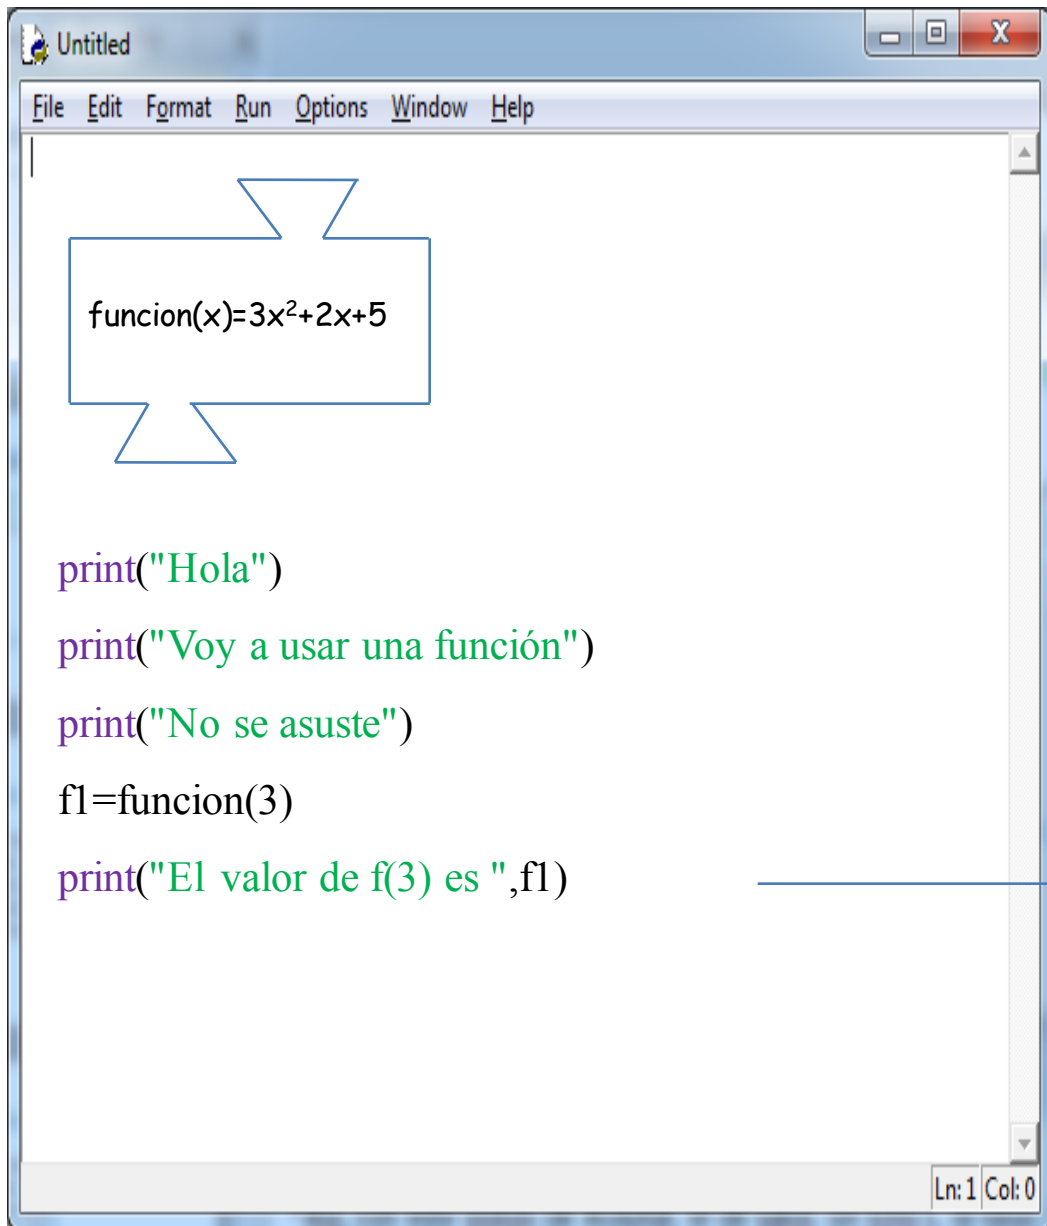 Untitled
File Edit Format Run Options Window Help
funcion(x)=3x²+2x+5
print("Hola")
print("Voy a usar una función")
print("No se asuste")
f1=funcion(3)
print("El valor de f(3) es ",f1)
Ln: 1 Col: 0